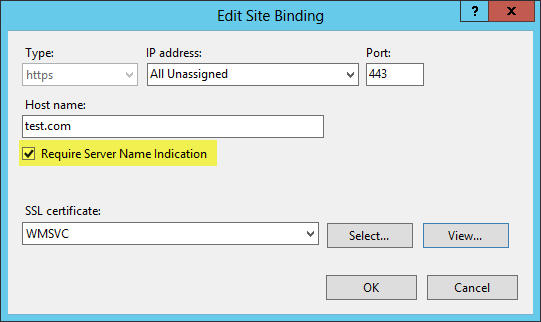 Edit Site Binding
? x
Type: IP address: Port:
https All Unassigned 443
Host name:
test.com
Require Server Name Indication
SSL certificate:
WMSVC Select... View...
OK Cancel